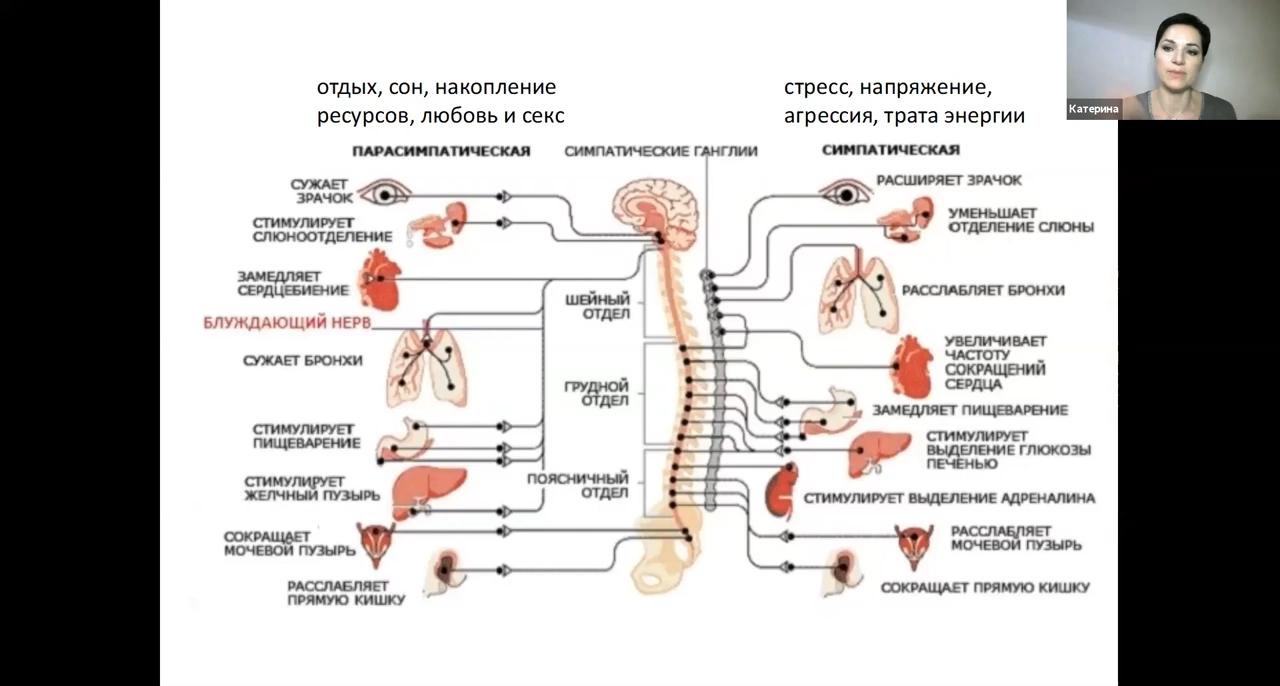 отдых, сон, накопление
ресурсов, любовь и секс
стресс, напряжение,
агрессия, трата энергии
Катерина
ПАРАСИМПАТИЧЕСКАЯ
СИМПАТИЧЕСКИЕ ГАНГЛИИ
СИМПАТИЧЕСКАЯ
СУЖАЕТ
ЗРАЧОК
СТИМУЛИРУЕТ
СЛЮНООТДЕЛЕНИЕ
ЗАМЕДЛЯЕТ
СЕРДЦЕБИЕНИЕ
БЛУЖДАЮЩИЙ НЕРВ
СУЖАЕТ БРОНХИ
СТИМУЛИРУЕТ
ПИЩЕВАРЕНИЕ
СТИМУЛИРУЕТ
ЖЕЛЧНЫЙ ПУЗЫРЬ
СОКРАЩАЕТ
МОЧЕВОЙ ПУЗЫРЬ
РАССЛАБЛЯЕТ
ПРЯМУЮ КИШКУ
ШЕЙНЫЙ
ОТДЕЛ
ГРУДНОЙ
ОТДЕЛ
ПОЯСНИЧНЫЙ
ОТДЕЛ
РАСШИРЯЕТ ЗРАЧОК
УМЕНЬШАЕТ
ОТДЕЛЕНИЕ СЛЮНЫ
РАССЛАБЛЯЕТ БРОНХИ
УВЕЛИЧИВАЕТ
ЧАСТОТУ
СОКРАЩЕНИЙ
СЕРДЦА
ЗАМЕДЛЯЕТ ПИЩЕВАРЕНИЕ
СТИМУЛИРУЕТ
ВЫДЕЛЕНИЕ ГЛЮКОЗЫ
ПЕЧЕНЬЮ
СТИМУЛИРУЕТ ВЫДЕЛЕНИЕ АДРЕНАЛИНА
РАССЛАБЛЯЕТ
МОЧЕВОЙ ПУЗЫРЬ
СОКРАЩАЕТ ПРЯМУЮ КИШКУ